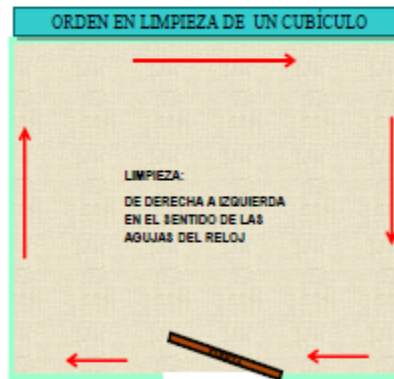 ORDEN EN LIMPIEZA DE UN CUBÍCULO
LIMPIEZA:
DE DERECHA A IZQUIERDA
EN EL SENTIDO DE LAS
AGUJAS DEL RELOJ